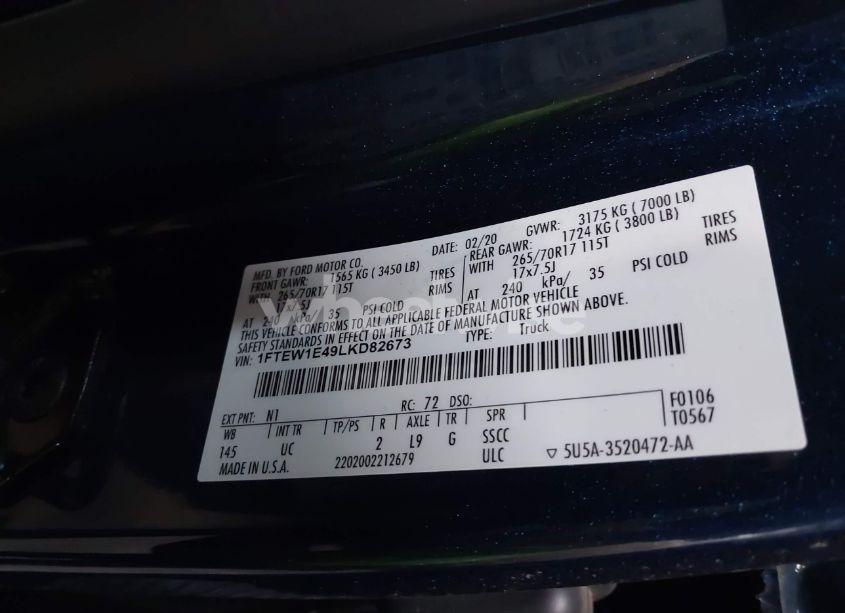 MFD. BY FORD MOTOR CO. DATE: 02/20 GVWR: 3175 KG ( 7000 LB)
FRONT GAWR: 1565 KG ( 3450 LB) REAR GAWR: 1724 KG ( 3800 LB)
WITH 265/70R17 115T TIRES WITH 265/70R17 115T TIRES
17x7.5J RIMS 17x7.5J RIMS
AT 240 kPa/ 35 PSI COLD AT 240 kPa/ 35 PSI COLD
THIS VEHICLE CONFORMS TO ALL APPLICABLE FEDERAL MOTOR VEHICLE
SAFETY STANDARDS IN EFFECT ON THE DATE OF MANUFACTURE SHOWN ABOVE.
VIN: 1FTEW1E49LKD82673 TYPE: Truck
F0106
T0567
EXT PNT: N1 RC: 72 DSO:
WB INT TR TP/PS R AXLE TR SPR
145 UC 2 L9 G SSCC
MADE IN U.S.A. 2202002212679 ULC ▽ 5U5A-3520472-AA